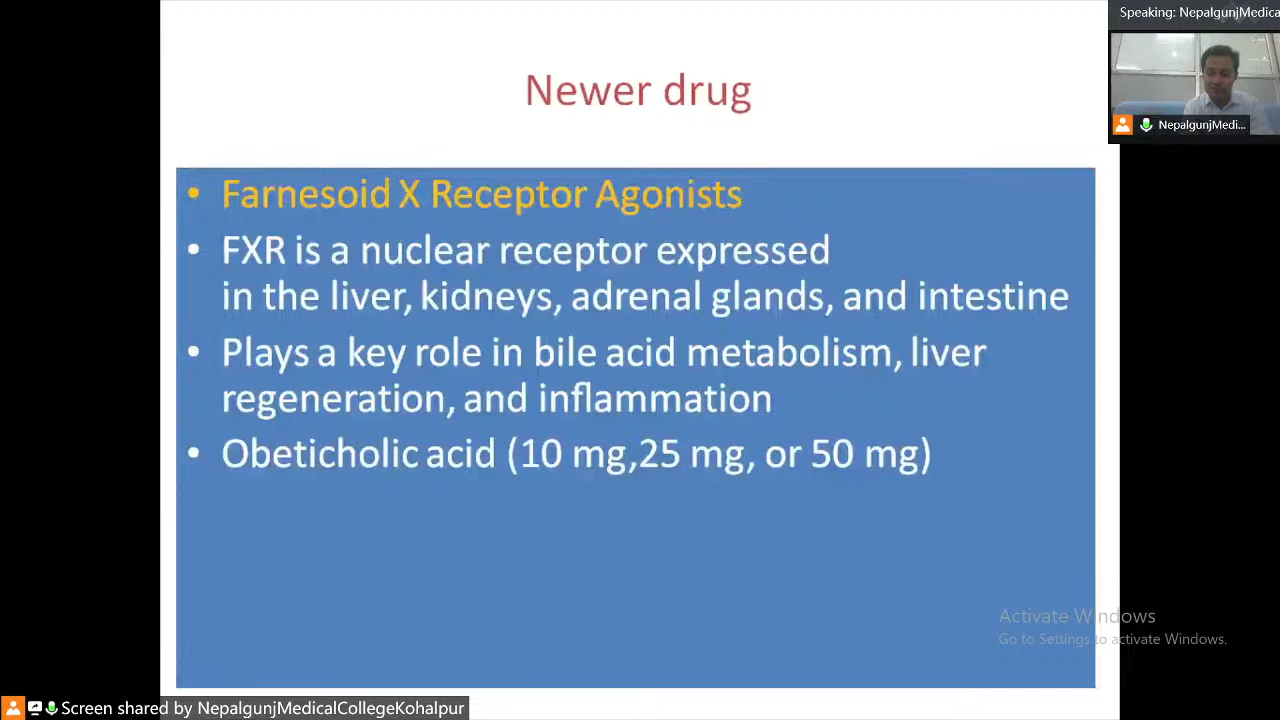 Speaking: NepalgunjMedica
Newer drug
NepalgunjMedi...
• Farnesoid X Receptor Agonists
• FXR is a nuclear receptor expressed
in the liver, kidneys, adrenal glands, and intestine
• Plays a key role in bile acid metabolism, liver
regeneration, and inflammation
• Obeticholic acid (10 mg,25 mg, or 50 mg)
Activate Windows
Go to Settings to activate Windows.
Screen shared by NepalgunjMedicalCollegeKohalpur